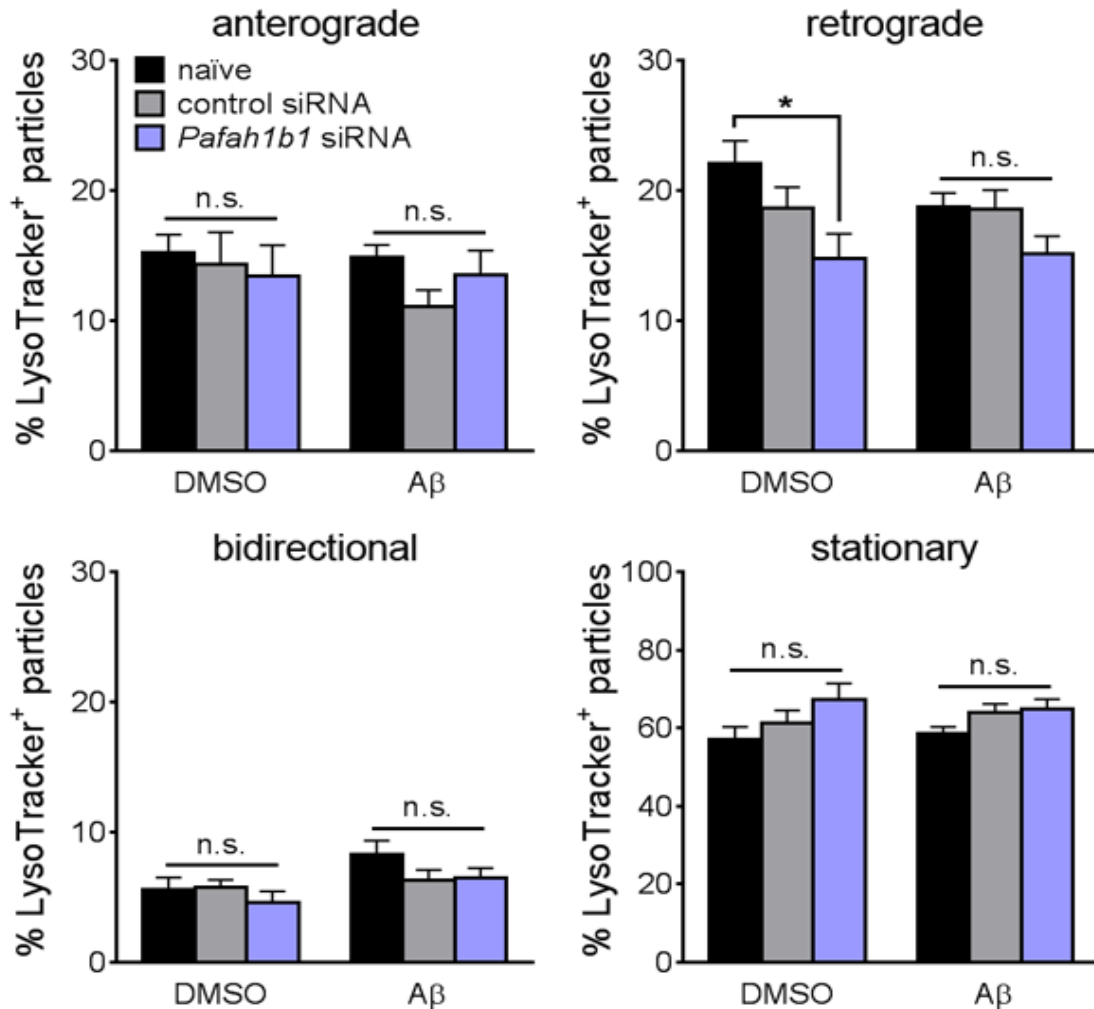 anterograde
% LysoTracker+ particles
30
20
10
0
naïve
control siRNA
Pafah1b1 siRNA
n.s.
n.s.
DMSO
Aβ
retrograde
% LysoTracker+ particles
30
20
10
0
*
n.s.
DMSO
Aβ
bidirectional
% LysoTracker+ particles
30
20
10
0
n.s.
n.s.
DMSO
Aβ
stationary
% LysoTracker+ particles
100
80
60
40
20
0
n.s.
n.s.
DMSO
Aβ